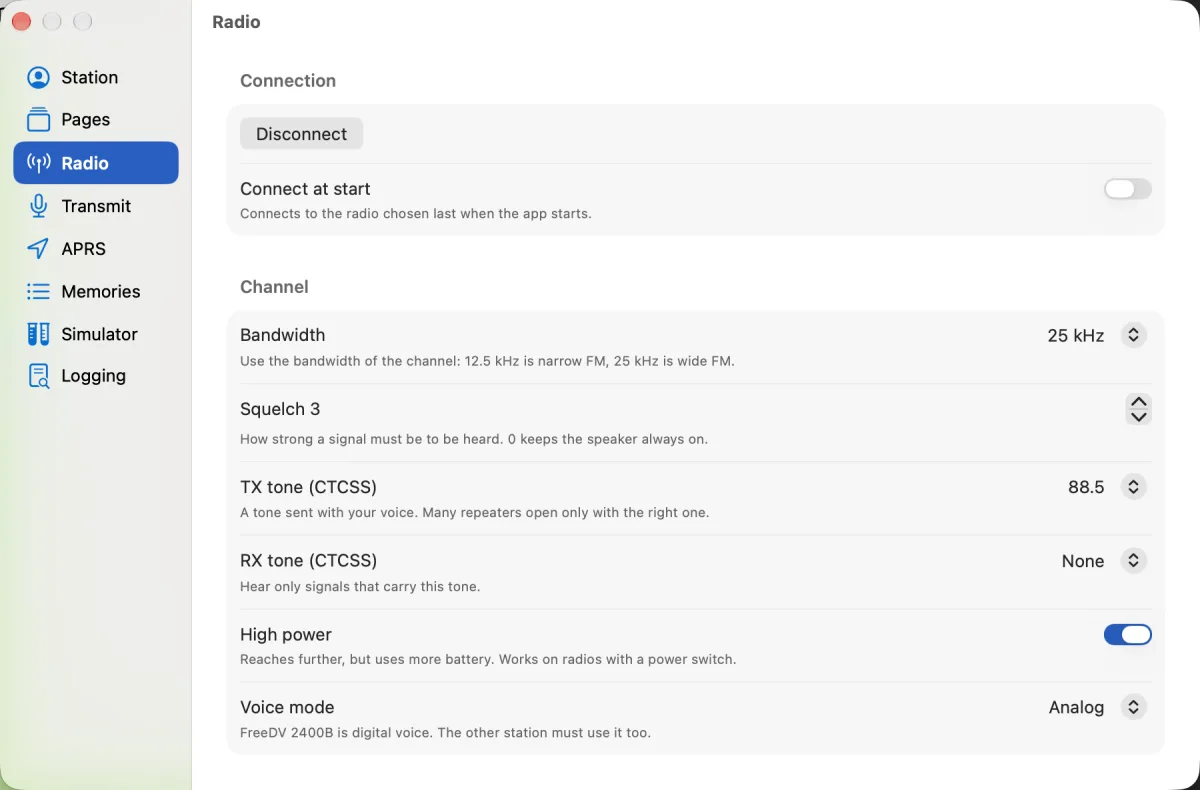 Radio
Station
Pages
Radio
Transmit
APRS
Memories
Simulator
Logging
Connection
Disconnect
Connect at start
Connects to the radio chosen last when the app starts.
Channel
Bandwidth
25 kHz
Use the bandwidth of the channel: 12.5 kHz is narrow FM, 25 kHz is wide FM.
Squelch 3
How strong a signal must be to be heard. 0 keeps the speaker always on.
TX tone (CTCSS)
88.5
A tone sent with your voice. Many repeaters open only with the right one.
RX tone (CTCSS)
None
Hear only signals that carry this tone.
High power
Reaches further, but uses more battery. Works on radios with a power switch.
Voice mode
Analog
FreeDV 2400B is digital voice. The other station must use it too.